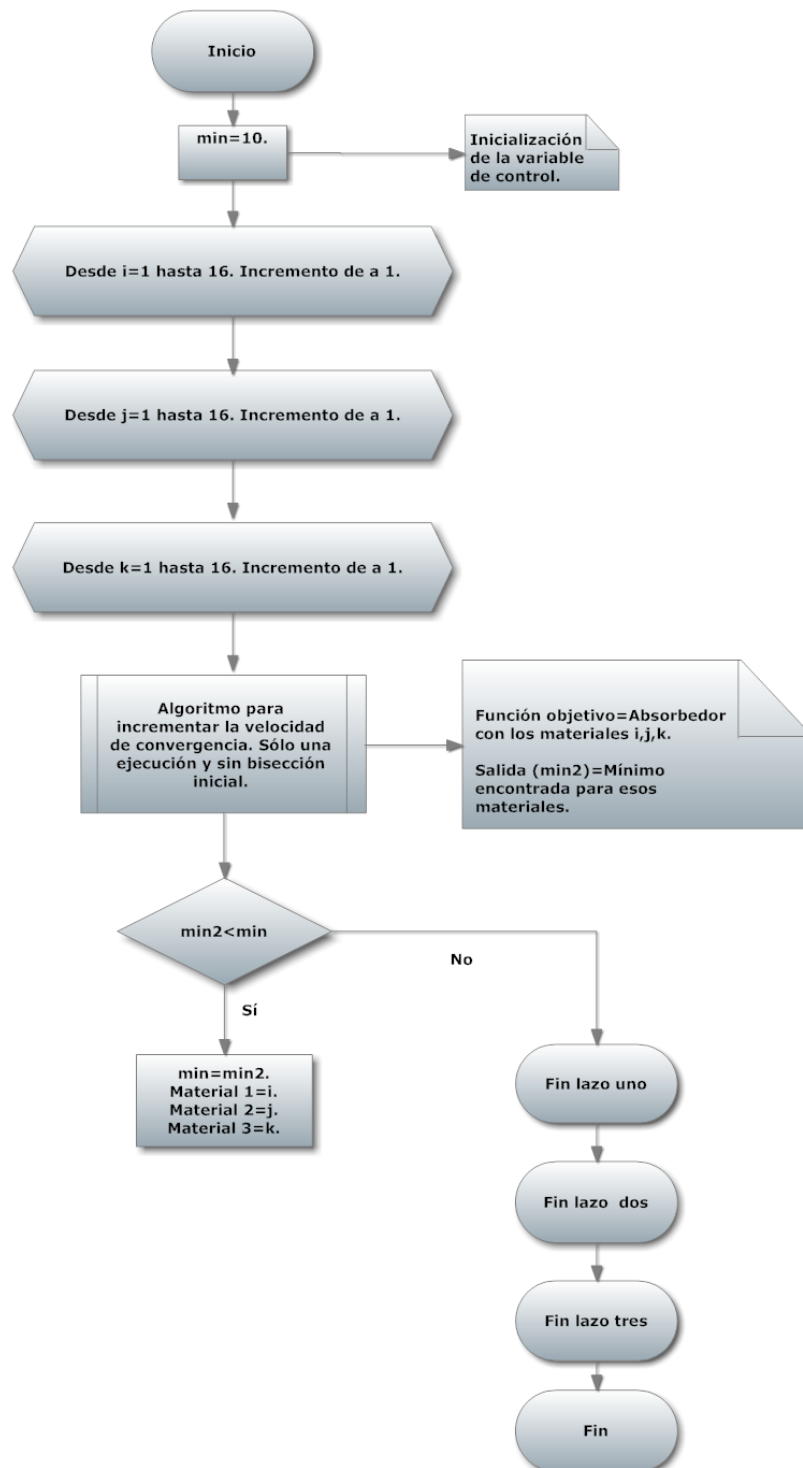 Inicio
min=10.
Inicialización
de la variable
de control.
Desde i=1 hasta 16. Incremento de a 1.
Desde j=1 hasta 16. Incremento de a 1.
Desde k=1 hasta 16. Incremento de a 1.
Algoritmo para
incrementar la velocidad
de convergencia. Sólo una
ejecución y sin bisección
inicial.
Función objetivo=Absorbedor
con los materiales i,j,k.
Salida (min2)=Mínimo
encontrada para esos
materiales.
min2<min
No
Sí
min=min2.
Material 1=i.
Material 2=j.
Material 3=k.
Fin lazo uno
Fin lazo  dos
Fin lazo tres
Fin